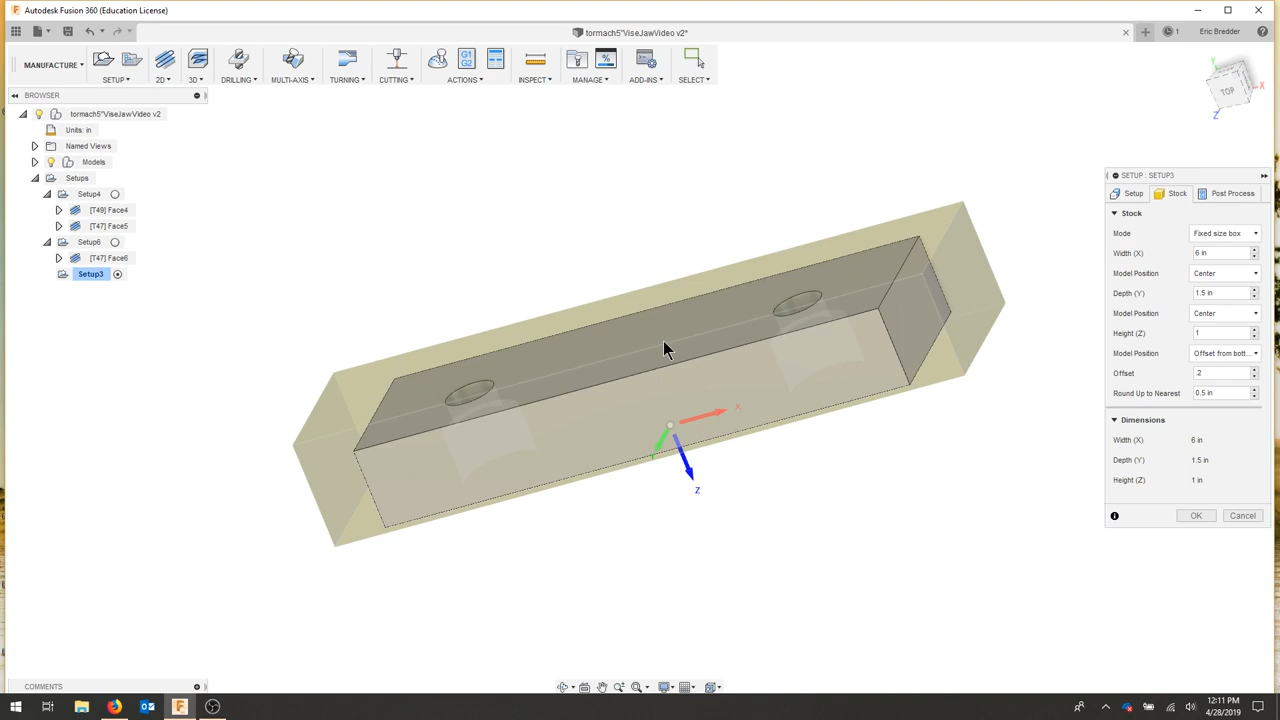 Autodesk Fusion 360 (Education License)
tormach5"ViseJawVideo v2*
1
Eric Bredder
MANUFACTURE
G1
G2
SETUP
2D
3D
DRILLING
MULTI-AXIS
TURNING
CUTTING
ACTIONS
INSPECT
MANAGE
ADD-INS
SELECT
BROWSER
tormach5"ViseJawVideo v2
Units: in
Named Views
Models
Setups
Setup4
[T49] Face4
[T47] Face5
Setup6
[T47] Face6
Setup3
Y
TOP
X
Z
X
Z
SETUP : SETUP3
Setup
Stock
Post Process
Stock
Mode
Fixed size box
Width (X)
6 in
Model Position
Center
Depth (Y)
1.5 in
Model Position
Center
Height (Z)
1
Model Position
Offset from bott...
Offset
.2
Round Up to Nearest
0.5 in
Dimensions
Width (X)
6 in
Depth (Y)
1.5 in
Height (Z)
1 in
OK
Cancel
COMMENTS
12:11 PM
4/28/2019